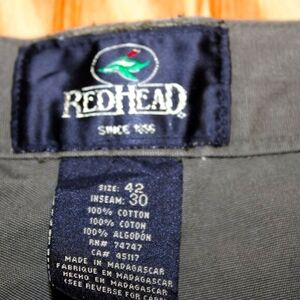 REDHEAD
SINCE 1856
SIZE: 42
INSEAM: 30
100% COTTON
100% COTON
100% ALGODÓN
RN# 74747
CA# 45117
MADE IN MADAGASCAR
FABRIQUE EN MADAGASCAR
HECHO EN MADAGASCAR
(SEE REVERSE FOR CARE)